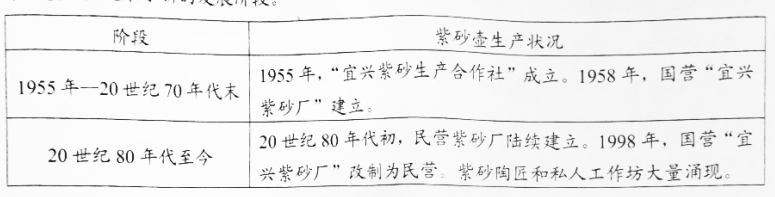 的发展阶段。
阶段 紫砂壶生产状况
1955年—20世纪70年代末 1955年，“宜兴紫砂生产合作社”成立。1958年，国营“宜兴
紫砂厂”建立。
20世纪80年代至今 20世纪80年代初，民营紫砂厂陆续建立。1998年，国营“宜
兴紫砂厂”改制为民营。紫砂陶匠和私人工作坊大量涌现。